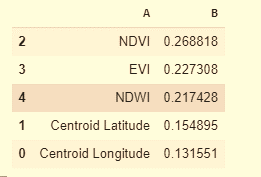 A B
2 NDVI 0.268818
3 EVI 0.227308
4 NDWI 0.217428
1 Centroid Latitude 0.154895
0 Centroid Longitude 0.131551